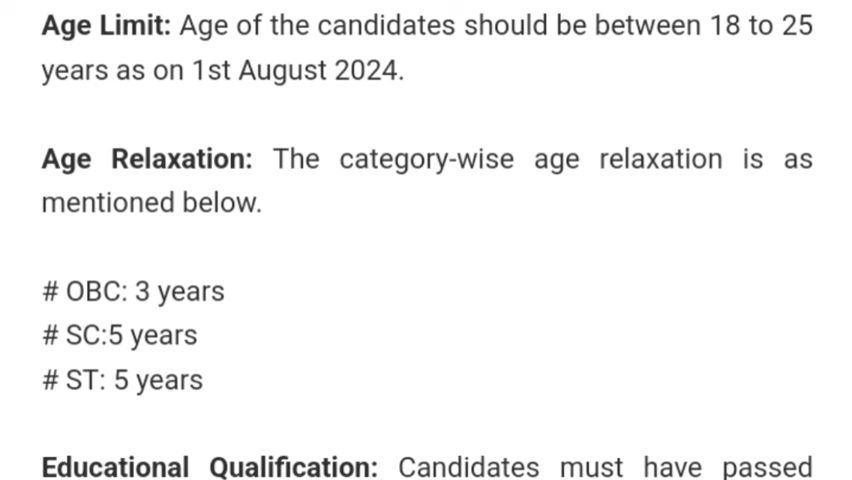 Age Limit: Age of the candidates should be between 18 to 25
years as on 1st August 2024.
Age Relaxation: The category-wise age relaxation is as
mentioned below.
# OBC: 3 years
# SC:5 years
# ST: 5 years
Educational Qualification: Candidates must have passed